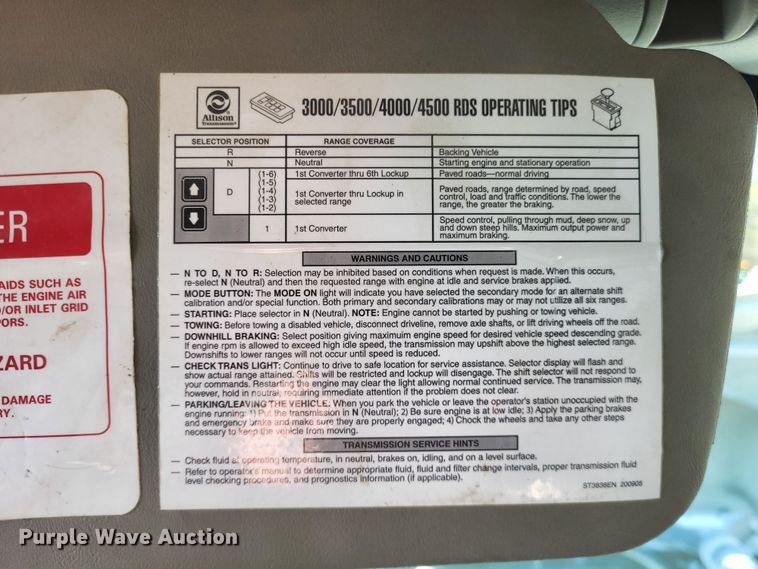 ER
AIDS SUCH AS
THE ENGINE AIR
/OR INLET GRID
PORS.
ZARD
DAMAGE
RY.
Allison
Transmission
3000/3500/4000/4500 RDS OPERATING TIPS
SELECTOR POSITION RANGE COVERAGE
R Reverse Backing Vehicle
N Neutral Starting engine and stationary operation
D (1-6) 1st Converter thru 6th Lockup Paved roads—normal driving
(1-5)
(1-4)
(1-3)
(1-2)
1st Converter thru Lockup in
selected range
Paved roads, range determined by road, speed
control, load and traffic conditions. The lower the
range, the greater the braking.
1 1st Converter
Speed control, pulling through mud, deep snow, up
and down steep hills. Maximum output power and
maximum braking.
WARNINGS AND CAUTIONS
— N TO D, N TO R: Selection may be inhibited based on conditions when request is made. When this occurs,
re-select N (Neutral) and then the requested range with engine at idle and service brakes applied.
— MODE BUTTON: The MODE ON light will indicate you have selected the secondary mode for an alternate shift
calibration and/or special function. Both primary and secondary calibrations may or may not utilize all six ranges.
— STARTING: Place selector in N (Neutral). NOTE: Engine cannot be started by pushing or towing vehicle.
— TOWING: Before towing a disabled vehicle, disconnect driveline, remove axle shafts, or lift driving wheels off the road.
— DOWNHILL BRAKING: Select position giving maximum engine speed for desired vehicle speed descending grade.
If engine rpm is allowed to exceed high idle speed, the transmission may upshift above the highest selected range.
Downshifts to lower ranges will not occur until speed is reduced.
— CHECK TRANS LIGHT: Continue to drive to safe location for service assistance. Selector display will flash and
show actual range attained. Shifts will be restricted and lockup will disengage. The shift selector will not respond to
your commands. Restarting the engine may clear the light allowing normal continued service. The transmission may,
however, hold in neutral, requiring immediate attention if the problem does not clear.
— PARKING/LEAVING THE VEHICLE: When you park the vehicle or leave the operator's station unoccupied with the
engine running: 1) Put the transmission in N (Neutral); 2) Be sure engine is at low idle; 3) Apply the parking brakes
and emergency brake and make sure they are properly engaged; 4) Chock the wheels and take any other steps
necessary to keep the vehicle from moving.
TRANSMISSION SERVICE HINTS
— Check fluid at operating temperature, in neutral, brakes on, idling, and on a level surface.
— Refer to operator's manual to determine appropriate fluid, fluid and filter change intervals, proper transmission fluid
level checking procedures, and prognostics information (if applicable).
ST3838EN 200905
Purple Wave Auction